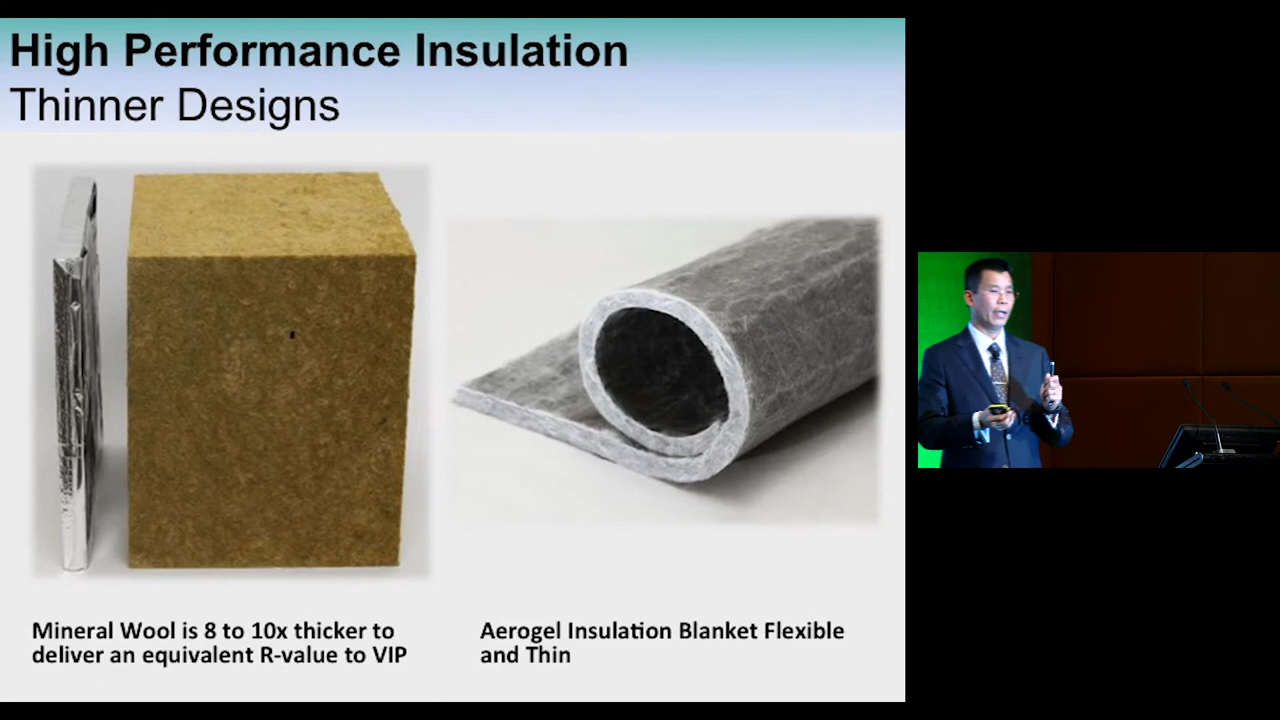 High Performance Insulation
Thinner Designs
Mineral Wool is 8 to 10x thicker to
deliver an equivalent R-value to VIP
Aerogel Insulation Blanket Flexible
and Thin